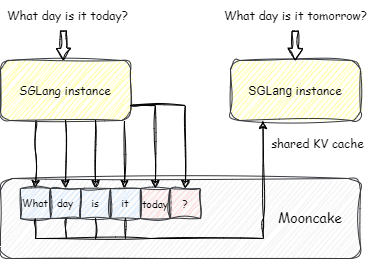 What day is it today?
What day is it tomorrow?
SGLang instance
SGLang instance
shared KV cache
What day is it today ?
Mooncake